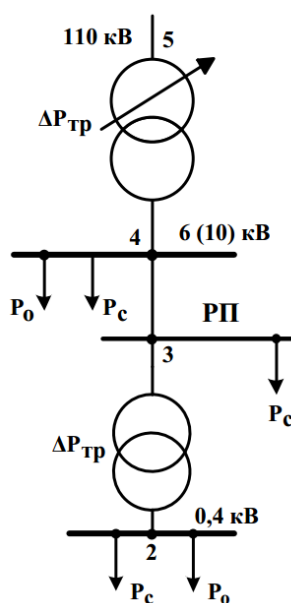 110 кВ 5
ΔPтр
4 6 (10) кВ
Pо Pс
РП
3
Pс
ΔPтр
0,4 кВ
2
Pс Pо